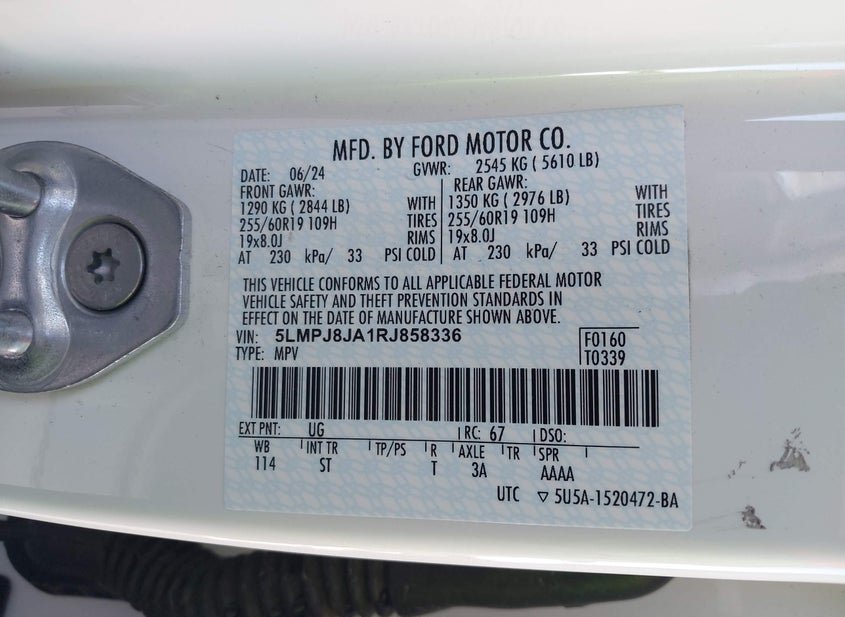 MFD. BY FORD MOTOR CO.
DATE: 06/24 GVWR: 2545 KG ( 5610 LB)
FRONT GAWR: REAR GAWR:
1290 KG ( 2844 LB) WITH 1350 KG ( 2976 LB) WITH
255/60R19 109H TIRES 255/60R19 109H TIRES
19x8.0J RIMS 19x8.0J RIMS
AT 230 kPa/ 33 PSI COLD AT 230 kPa/ 33 PSI COLD
THIS VEHICLE CONFORMS TO ALL APPLICABLE FEDERAL MOTOR
VEHICLE SAFETY AND THEFT PREVENTION STANDARDS IN
EFFECT ON THE DATE OF MANUFACTURE SHOWN ABOVE.
VIN: 5LMPJ8JA1RJ858336 F0160
TYPE: MPV T0339
EXT PNT: UG RC: 67 DSO:
WB INT TR TP/PS R AXLE TR SPR
114 ST T 3A AAAA
UTC ▽ 5U5A-1520472-BA